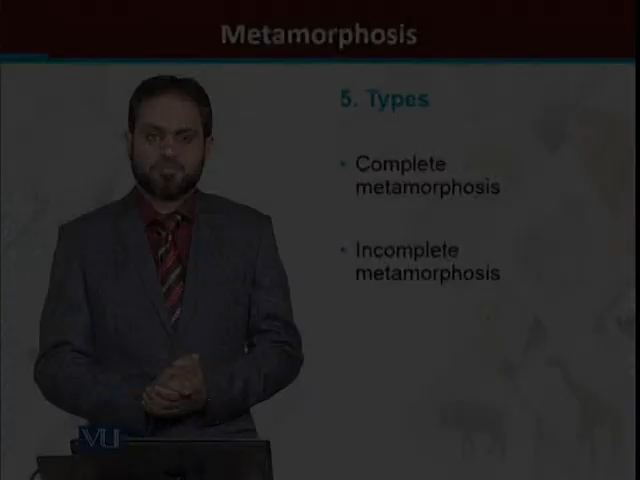 Metamorphosis
5. Types
• Complete
metamorphosis
• Incomplete
metamorphosis
VU